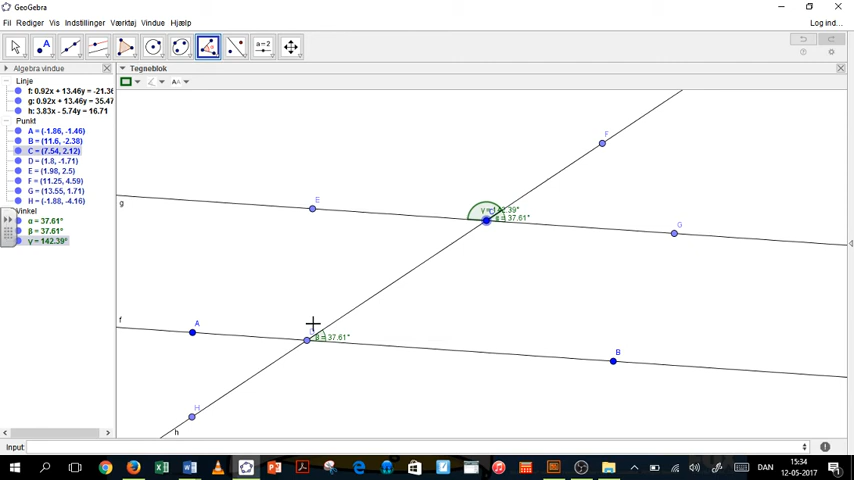 GeoGebra
Fil Rediger Vis Indstillinger Værktøj Vindue Hjælp
Log ind...
A
a=2
Algebra vindue
Tegneblok
AA
Linje
f: 0.92x + 13.46y = -21.36
g: 0.92x + 13.46y = 35.47
h: 3.83x - 5.74y = 16.71
Punkt
A = (-1.86, -1.46)
B = (11.6, -2.38)
C = (7.54, 2.12)
D = (1.8, -1.71)
E = (1.98, 2.5)
F = (11.25, 4.59)
G = (13.55, 1.71)
H = (-1.88, -4.16)
Vinkel
α = 37.61°
β = 37.61°
γ = 142.39°
F
g
E
γ = 142.39°
α = 37.61°
G
f
A
β = 37.61°
B
H
h
Input:
DAN
15:34
12-05-2017